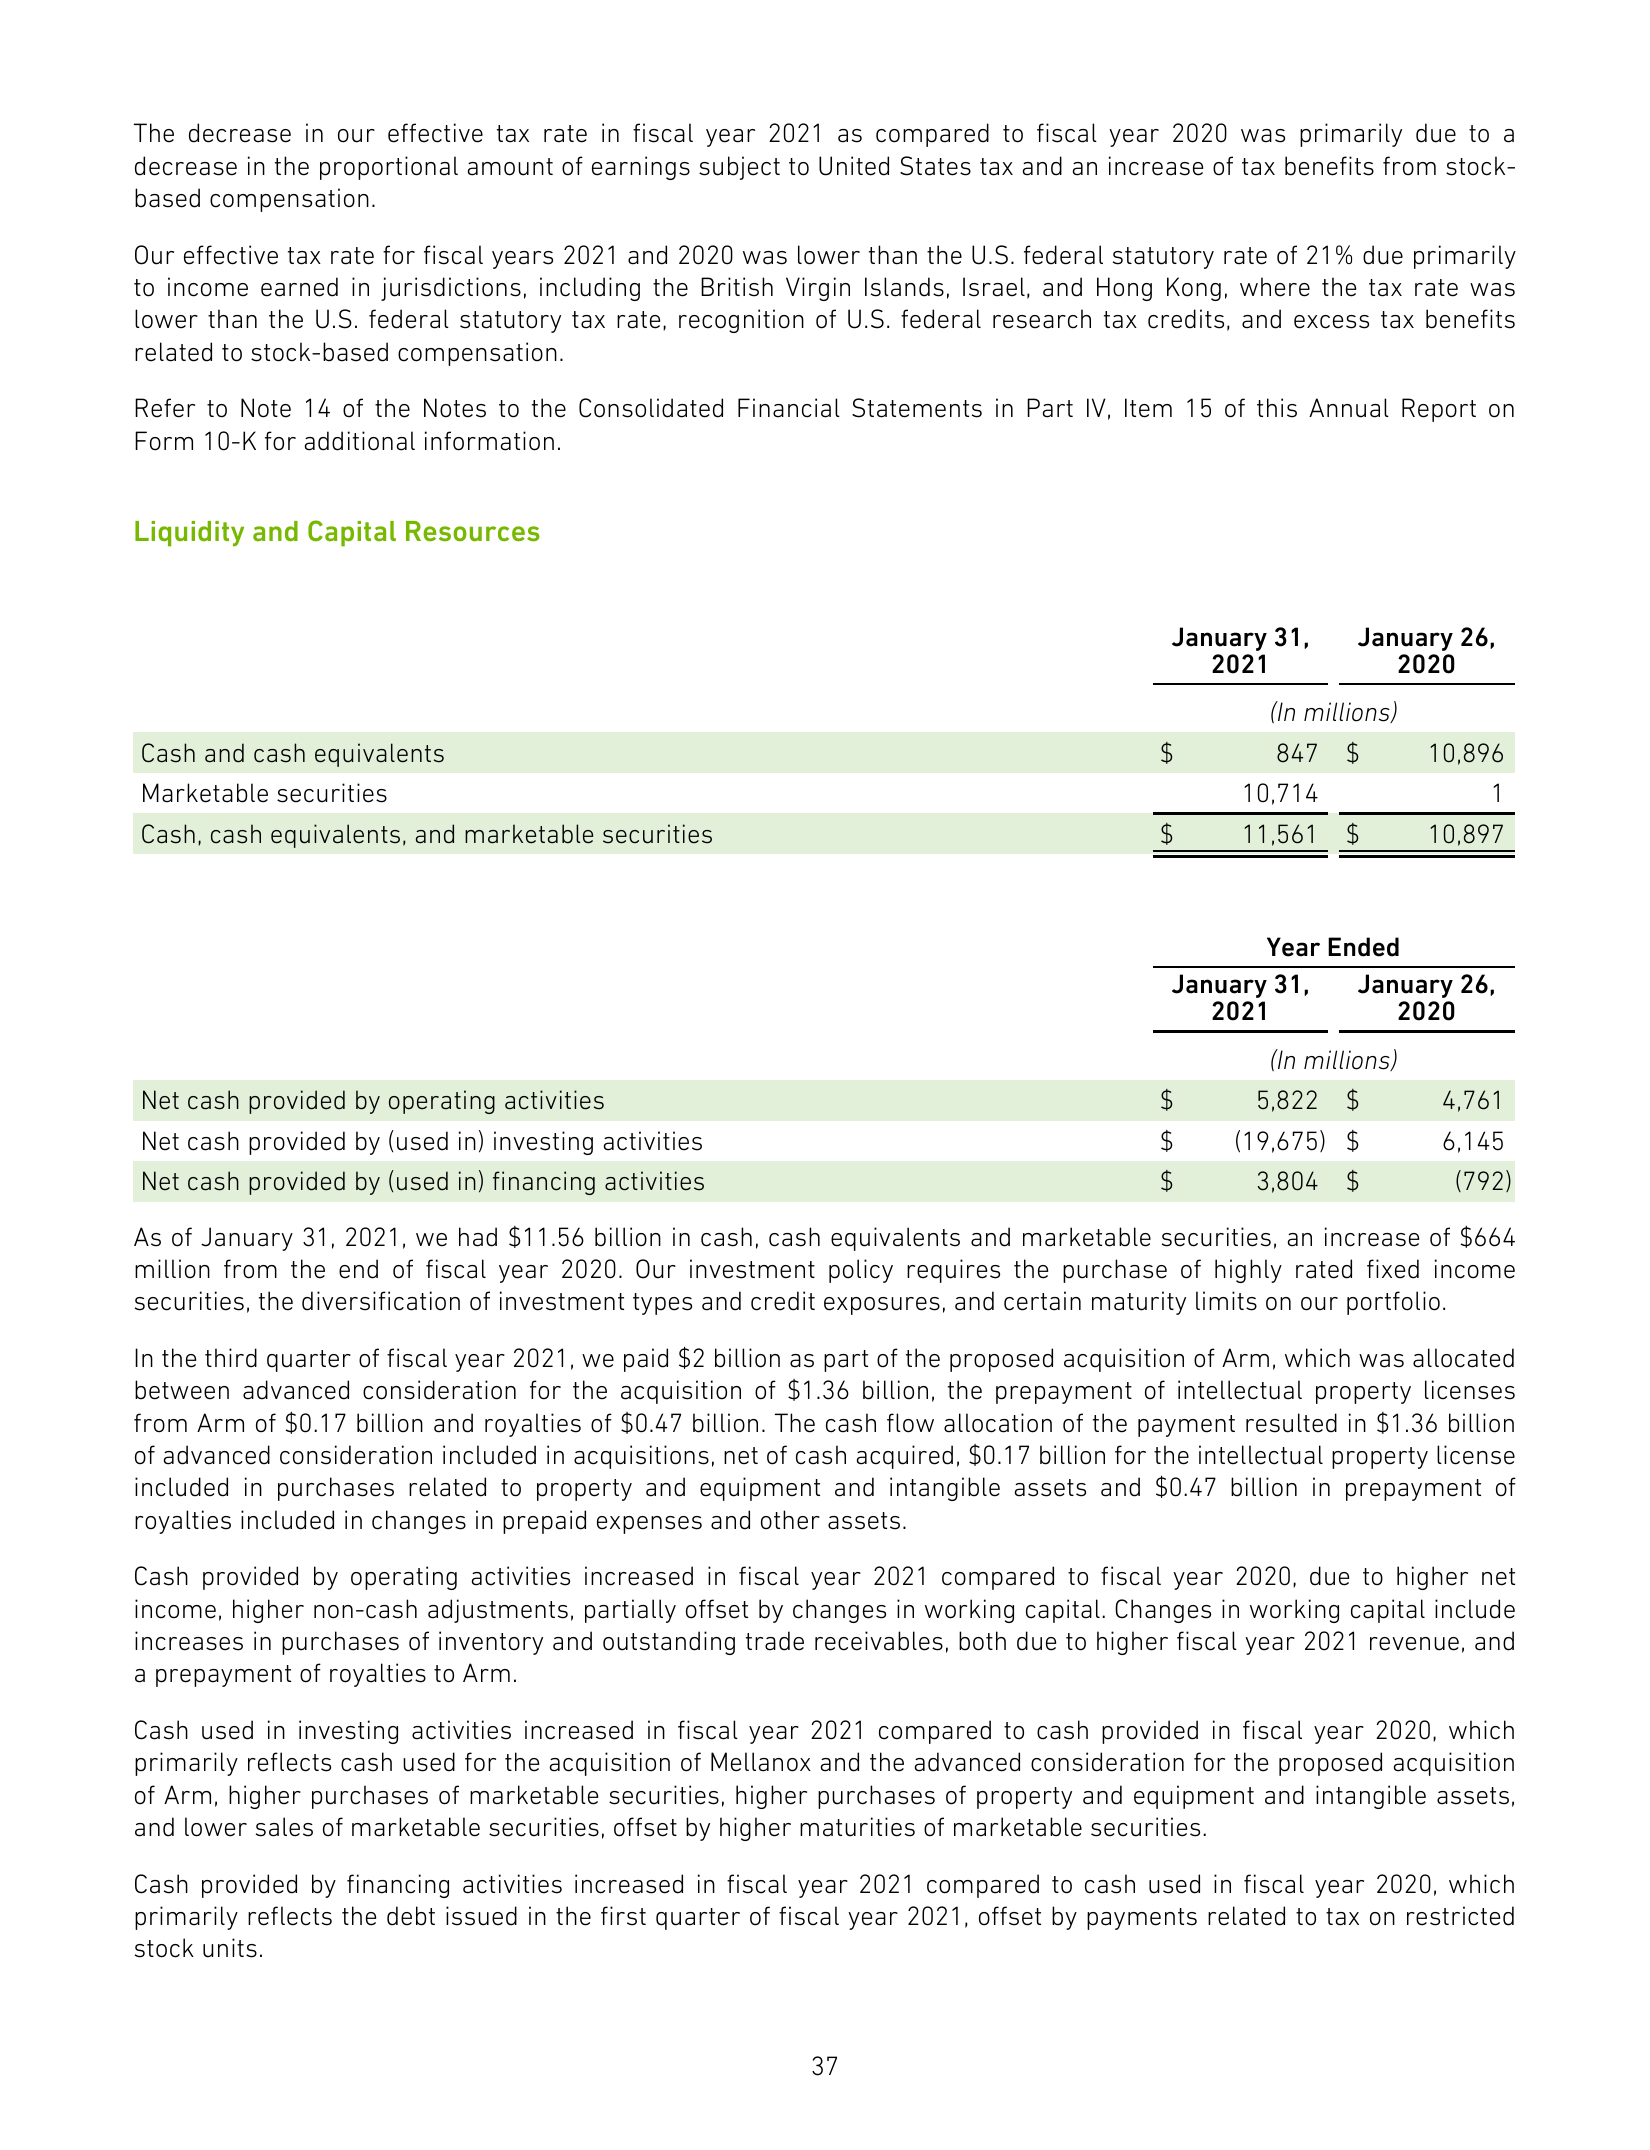 The decrease in our effective tax rate in fiscal year 2021 as compared to fiscal year 2020 was primarily due to a
decrease in the proportional amount of earnings subject to United States tax and an increase of tax benefits from stock-
based compensation.
Our effective tax rate for fiscal years 2021 and 2020 was lower than the U.S. federal statutory rate of 21% due primarily
to income earned in jurisdictions, including the British Virgin Islands, Israel, and Hong Kong, where the tax rate was
lower than the U.S. federal statutory tax rate, recognition of U.S. federal research tax credits, and excess tax benefits
related to stock-based compensation.
Refer to Note 14 of the Notes to the Consolidated Financial Statements in Part IV, Item 15 of this Annual Report on
Form 10-K for additional information.
Liquidity and Capital Resources
January 31, January 26,
2021 2020
(In millions)
Cash and cash equivalents $ 847 $ 10,896
Marketable securities 10,714 1
Cash, cash equivalents, and marketable securities $ 11,561 $ 10,897
Year Ended
January 31, January 26,
2021 2020
(In millions)
Net cash provided by operating activities $ 5,822 $ 4,761
Net cash provided by (used in) investing activities $ (19,675) $ 6,145
Net cash provided by (used in) financing activities $ 3,804 $ (792)
As of January 31, 2021, we had $11.56 billion in cash, cash equivalents and marketable securities, an increase of $664
million from the end of fiscal year 2020. Our investment policy requires the purchase of highly rated fixed income
securities, the diversification of investment types and credit exposures, and certain maturity limits on our portfolio.
In the third quarter of fiscal year 2021, we paid $2 billion as part of the proposed acquisition of Arm, which was allocated
between advanced consideration for the acquisition of $1.36 billion, the prepayment of intellectual property licenses
from Arm of $0.17 billion and royalties of $0.47 billion. The cash flow allocation of the payment resulted in $1.36 billion
of advanced consideration included in acquisitions, net of cash acquired, $0.17 billion for the intellectual property license
included in purchases related to property and equipment and intangible assets and $0.47 billion in prepayment of
royalties included in changes in prepaid expenses and other assets.
Cash provided by operating activities increased in fiscal year 2021 compared to fiscal year 2020, due to higher net
income, higher non-cash adjustments, partially offset by changes in working capital. Changes in working capital include
increases in purchases of inventory and outstanding trade receivables, both due to higher fiscal year 2021 revenue, and
a prepayment of royalties to Arm.
Cash used in investing activities increased in fiscal year 2021 compared to cash provided in fiscal year 2020, which
primarily reflects cash used for the acquisition of Mellanox and the advanced consideration for the proposed acquisition
of Arm, higher purchases of marketable securities, higher purchases of property and equipment and intangible assets,
and lower sales of marketable securities, offset by higher maturities of marketable securities.
Cash provided by financing activities increased in fiscal year 2021 compared to cash used in fiscal year 2020, which
primarily reflects the debt issued in the first quarter of fiscal year 2021, offset by payments related to tax on restricted
stock units.
37